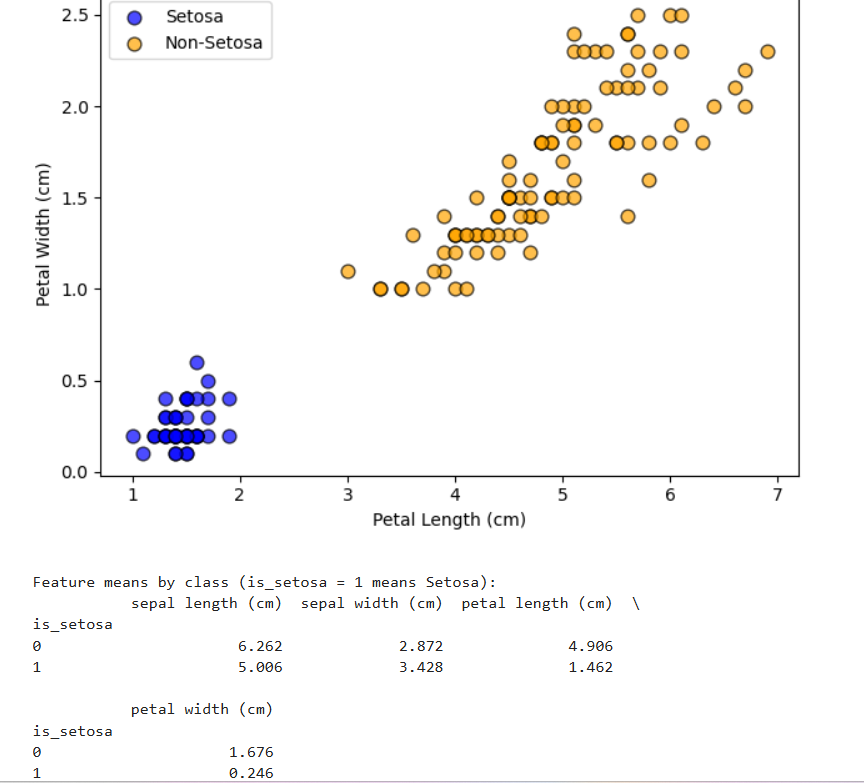 2.5
Setosa
Non-Setosa
2.0
1.5
1.0
0.5
0.0
Petal Width (cm)
1 2 3 4 5 6 7
Petal Length (cm)
Feature means by class (is_setosa = 1 means Setosa):
sepal length (cm) sepal width (cm) petal length (cm) \
is_setosa
0 6.262 2.872 4.906
1 5.006 3.428 1.462
petal width (cm)
is_setosa
0 1.676
1 0.246